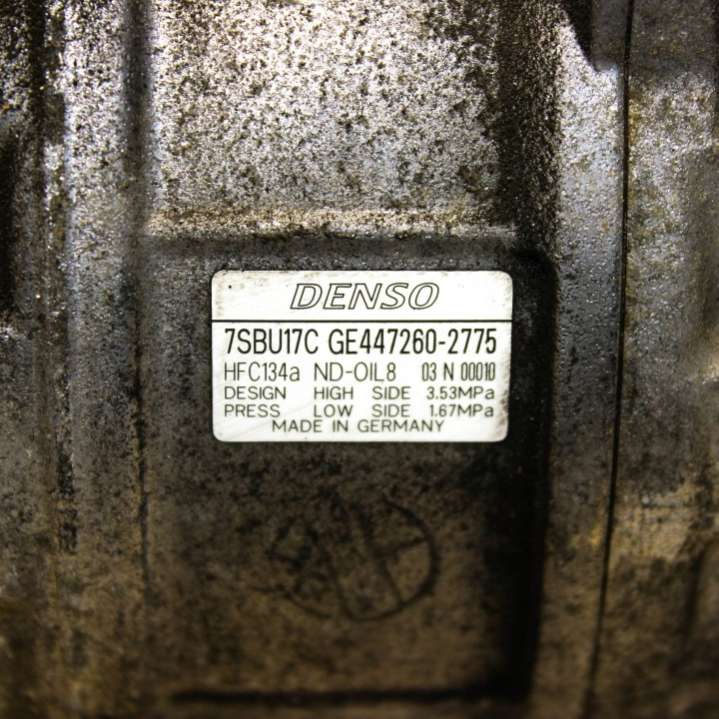 DENSO
7SBU17C GE447260-2775
HFC134a ND-OIL8 03 N 00010
DESIGN HIGH SIDE 3.53MPa
PRESS LOW SIDE 1.67MPa
MADE IN GERMANY